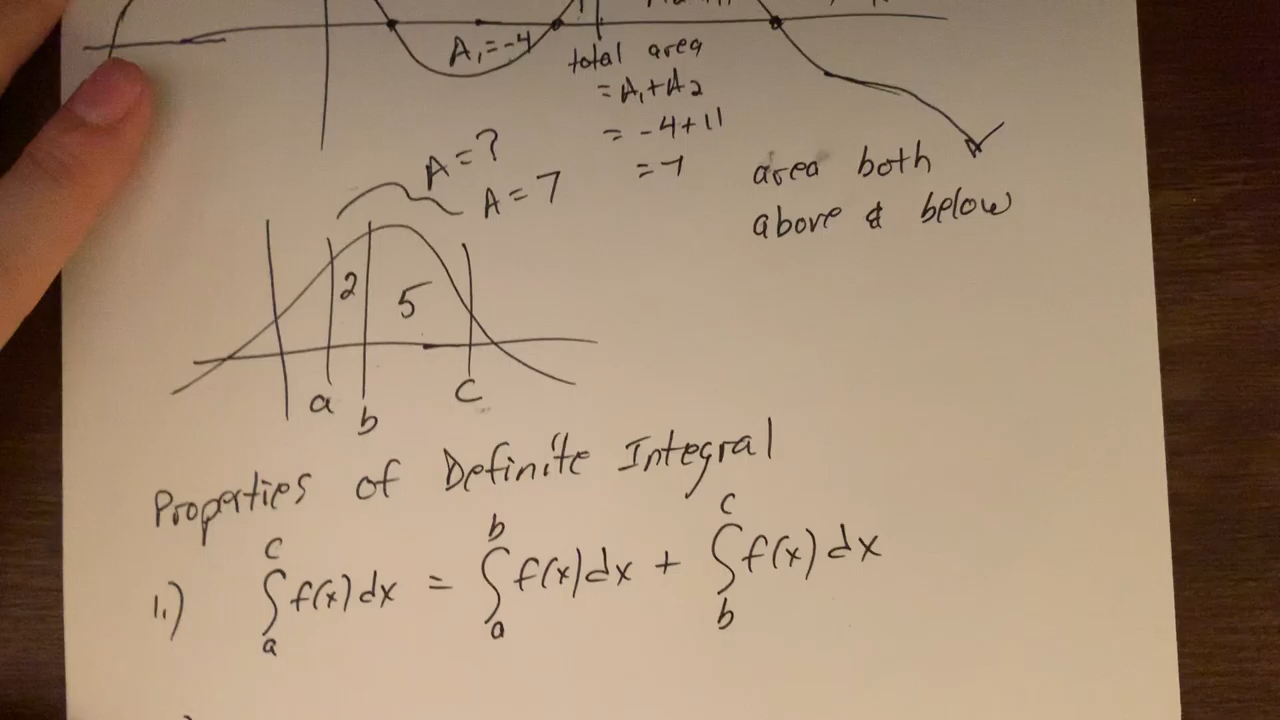 A₁=-4
total area
= A₁+A₂
= -4+11
=7
A=?
A=7
area both
above & below
2
5
a
b
c
Properties of Definite Integral
1.) ∫ₐᶜ f(x)dx = ∫ₐᵇ f(x)dx + ∫_b^c f(x)dx